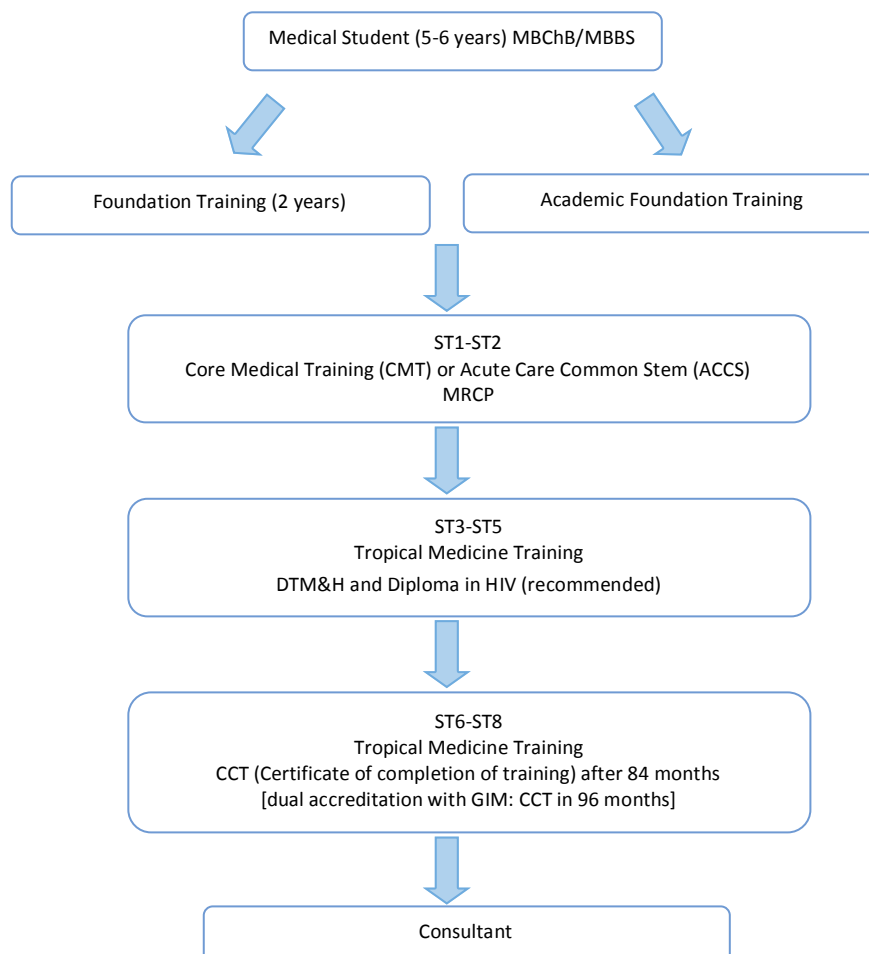 Medical Student (5-6 years) MBChB/MBBS
Foundation Training (2 years)
Academic Foundation Training
ST1-ST2
Core Medical Training (CMT) or Acute Care Common Stem (ACCS)
MRCP
ST3-ST5
Tropical Medicine Training
DTM&H and Diploma in HIV (recommended)
ST6-ST8
Tropical Medicine Training
CCT (Certificate of completion of training) after 84 months
[dual accreditation with GIM: CCT in 96 months]
Consultant